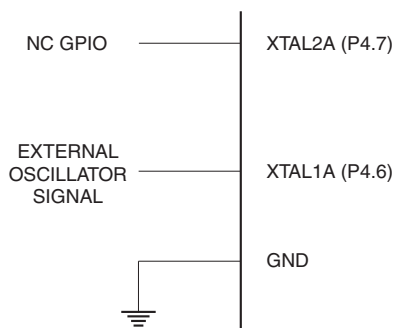 NC GPIO
XTAL2A (P4.7)
EXTERNAL
OSCILLATOR
SIGNAL
XTAL1A (P4.6)
GND